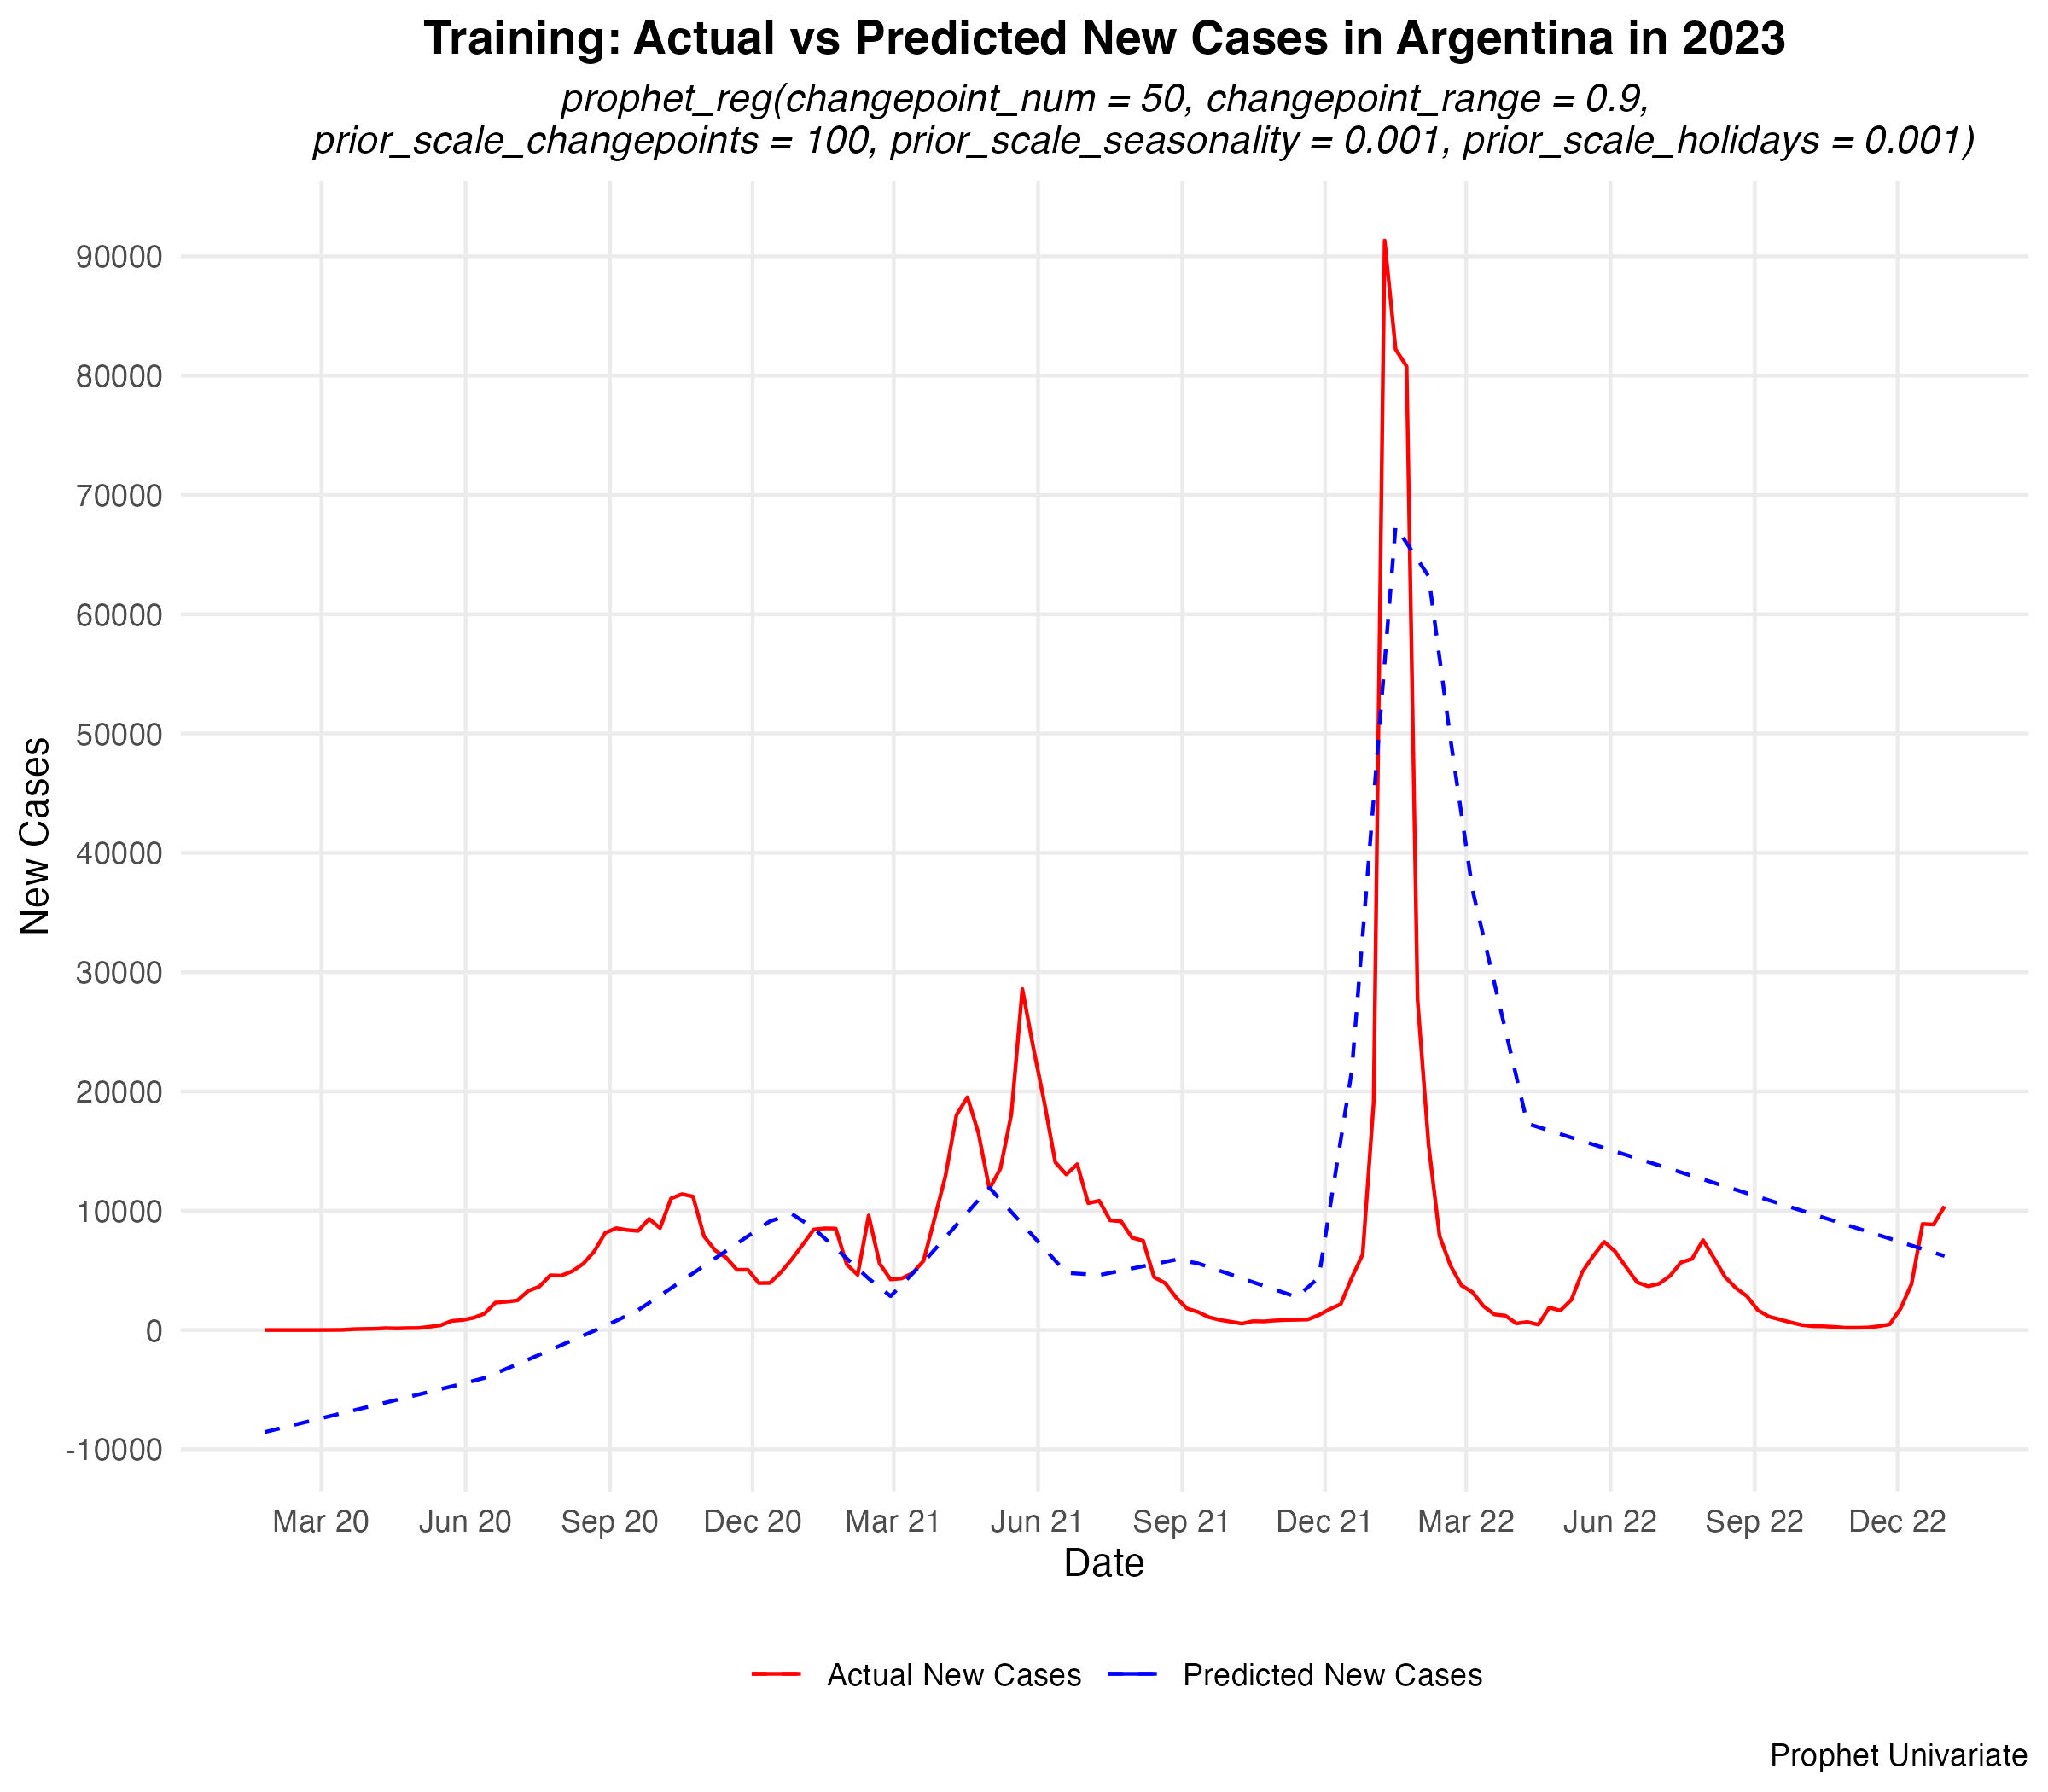 Training: Actual vs Predicted New Cases in Argentina in 2023
prophet_reg(changepoint_num = 50, changepoint_range = 0.9,
prior_scale_changepoints = 100, prior_scale_seasonality = 0.001, prior_scale_holidays = 0.001)
New Cases
90000
80000
70000
60000
50000
40000
30000
20000
10000
0
-10000
Mar 20 Jun 20 Sep 20 Dec 20 Mar 21 Jun 21 Sep 21 Dec 21 Mar 22 Jun 22 Sep 22 Dec 22
Date
Actual New Cases Predicted New Cases
Prophet Univariate